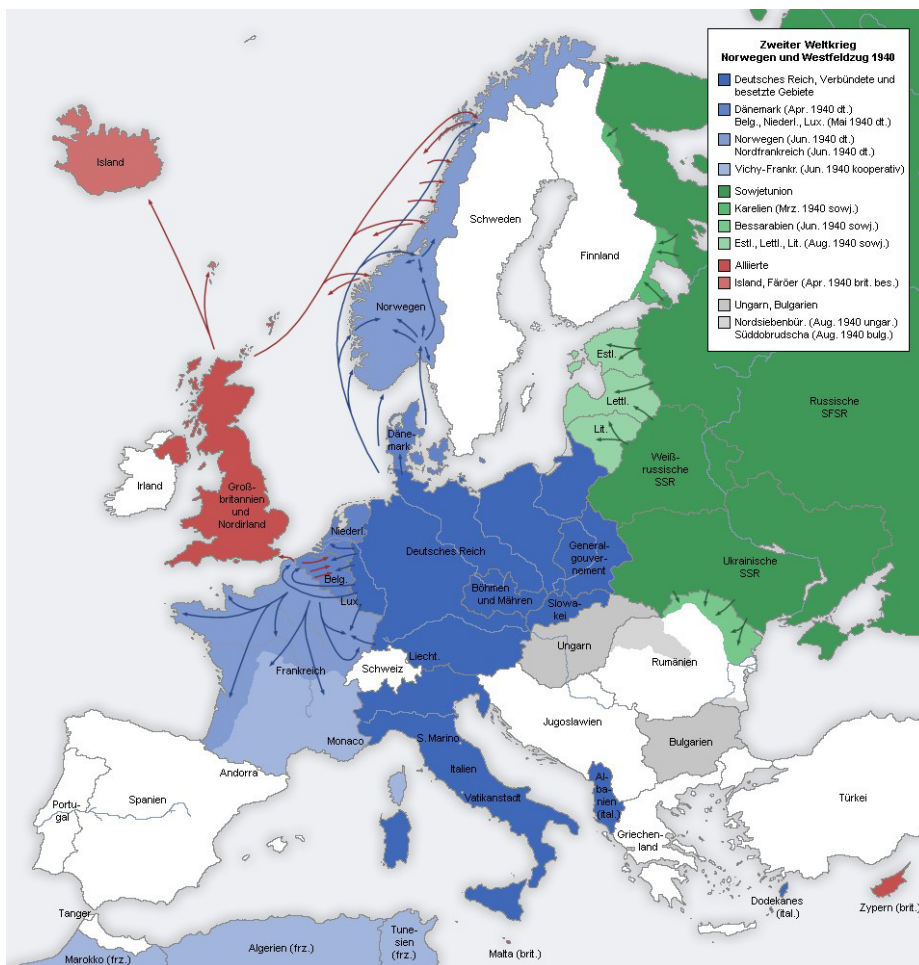 Zweiter Weltkrieg
Norwegen und Westfeldzug 1940
Deutsches Reich, Verbündete und
besetzte Gebiete
Dänemark (Apr. 1940 dt.)
Belg., Niederl., Lux. (Mai 1940 dt.)
Norwegen (Jun. 1940 dt.)
Nordfrankreich (Jun. 1940 dt.)
Vichy-Frankr. (Jun. 1940 kooperativ)
Sowjetunion
Karelien (Mrz. 1940 sowj.)
Bessarabien (Jun. 1940 sowj.)
Estl., Lettl., Lit. (Aug. 1940 sowj.)
Alliierte
Island, Färöer (Apr. 1940 brit. bes.)
Ungarn, Bulgarien
Nordsiebenbür. (Aug. 1940 ungar.)
Süddobrudscha (Aug. 1940 bulg.)
Island
Schweden
Finnland
Norwegen
Estl.
Lettl.
Lit.
Russische
SFSR
Däne-
mark
Weiß-
russische
SSR
Irland
Groß-
britannien
und
Nordirland
Niederl.
Belg.
Lux.
Deutsches Reich
General-
gouver-
nement
Böhmen
und Mähren
Slowa-
kei
Ukrainische
SSR
Liecht.
Schweiz
Ungarn
Rumänien
Frankreich
Monaco
S. Marino
Jugoslawien
Bulgarien
Andorra
Italien
Vatikanstadt
Al-
ba-
nien
(ital.)
Portu-
gal
Spanien
Türkei
Griechen-
land
Dodekanes
(ital.)
Zypern (brit.)
Tanger
Marokko (frz.)
Algerien (frz.)
Tune-
sien
(frz.)
Malta (brit.)